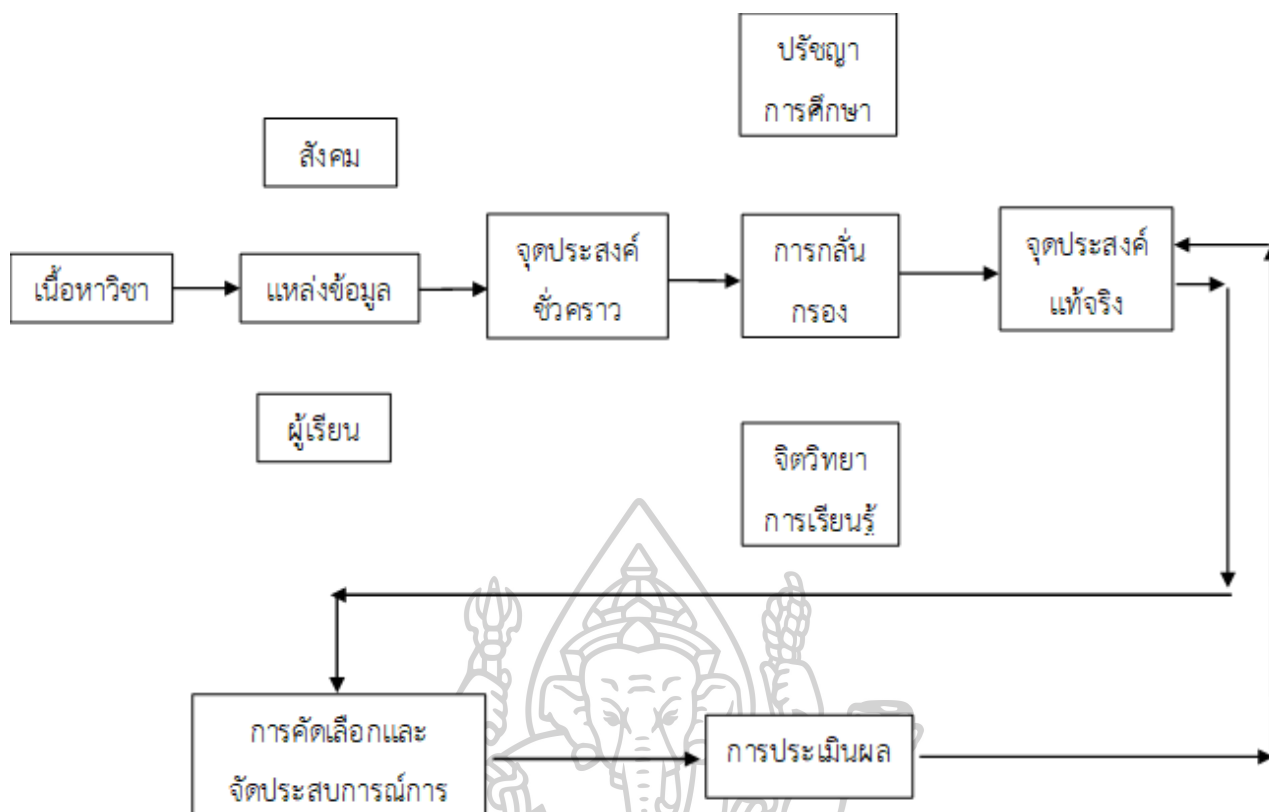 ปรัชญา
การศึกษา
สังคม
เนื้อหาวิชา
แหล่งข้อมูล
จุดประสงค์
ชั่วคราว
การกลั่น
กรอง
จุดประสงค์
แท้จริง
ผู้เรียน
จิตวิทยา
การเรียนรู้
การคัดเลือกและ
จัดประสบการณ์การ
การประเมินผล